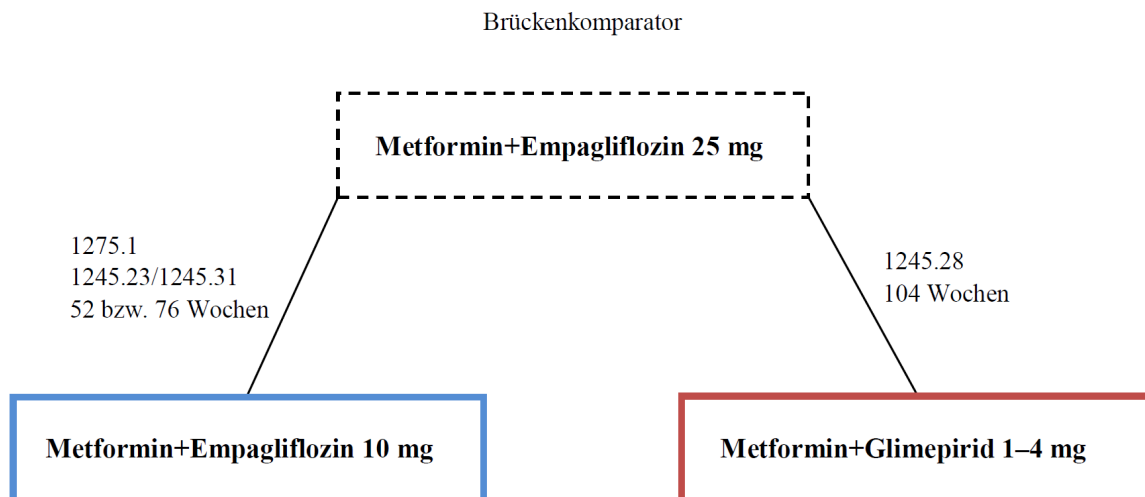 Brückenkomparator
Metformin+Empagliflozin 25 mg
1275.1
1245.23/1245.31
52 bzw. 76 Wochen
1245.28
104 Wochen
Metformin+Empagliflozin 10 mg
Metformin+Glimepirid 1–4 mg